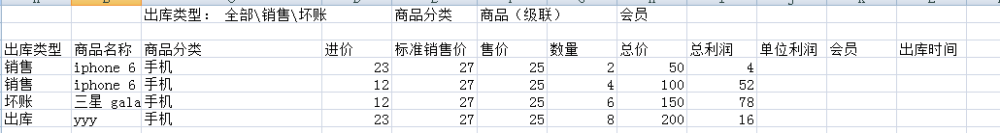 出库类型： 全部\销售\坏账 商品分类 商品（级联） 会员
出库类型 商品名称 商品分类 进价 标准销售价 售价 数量 总价 总利润 单位利润 会员 出库时间
销售 iphone 6 手机 23 27 25 2 50 4
销售 iphone 6 手机 12 27 25 4 100 52
坏账 三星 gala 手机 12 27 25 6 150 78
出库 yyy 手机 23 27 25 8 200 16